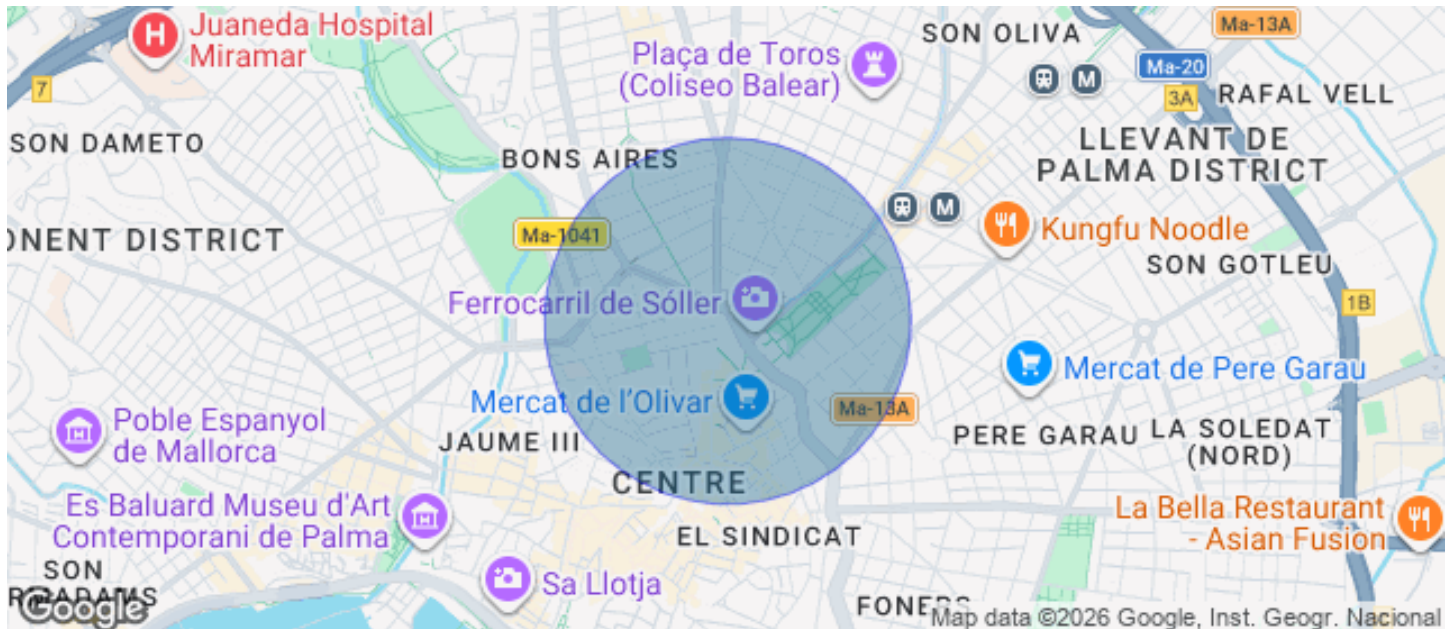 Juaneda Hospital
Miramar
H
SON OLIVA
Ma-13A
Plaça de Toros
(Coliseo Balear)
Ma-20
M
7
3A
RAFAL VELL
SON DAMETO
BONS AIRES
LLEVANT DE
PALMA DISTRICT
M
Ma-1041
Kungfu Noodle
ONENT DISTRICT
SON GOTLEU
Ferrocarril de Sóller
1B
Mercat de Pere Garau
Mercat de l'Olivar
Ma-13A
Poble Espanyol
de Mallorca
JAUME III
PERE GARAU
LA SOLEDAT
(NORD)
CENTRE
Es Baluard Museu d'Art
Contemporani de Palma
La Bella Restaurant
- Asian Fusion
EL SINDICAT
SON
Sa Llotja
FONERS
Google
Map data ©2026 Google, Inst. Geogr. Nacional